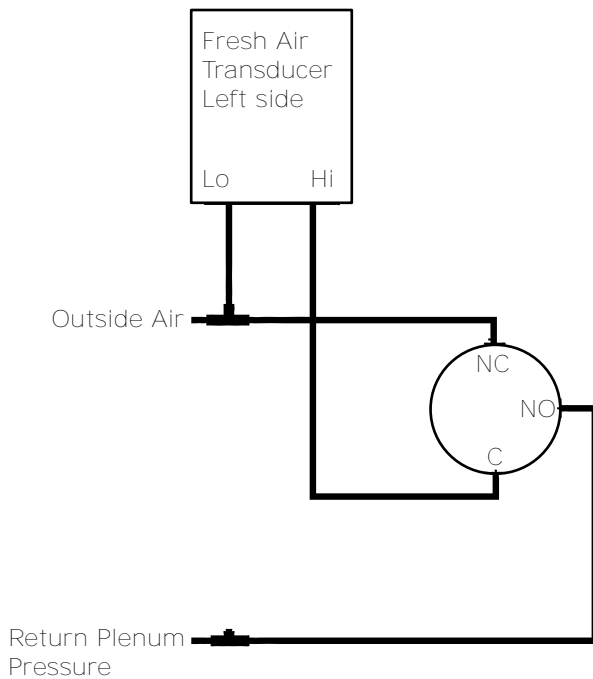 Fresh Air
Transducer
Left side
Lo Hi
Outside Air
NC
NO
C
Return Plenum
Pressure